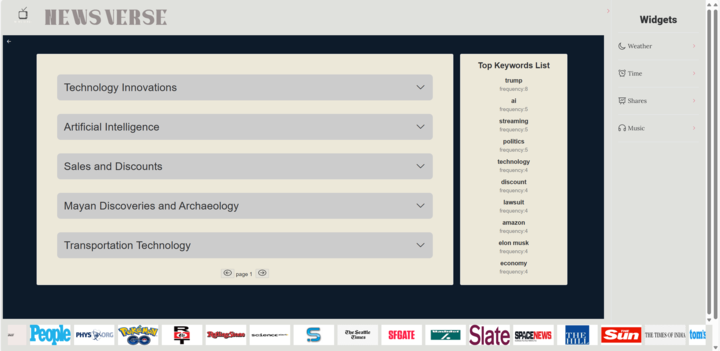 NEWS VERSE
Widgets
Weather
Time
Shares
Music
Technology Innovations
Artificial Intelligence
Sales and Discounts
Mayan Discoveries and Archaeology
Transportation Technology
page 1
Top Keywords List
trump
frequency:8
ai
frequency:5
streaming
frequency:5
politics
frequency:5
technology
frequency:4
discount
frequency:4
lawsuit
frequency:4
amazon
frequency:4
elon musk
frequency:4
economy
frequency:4
People
PHYS ORG
POKÉMON
GO
Rolling Stone
science
S
The Seattle Times
SFGATE
Slate
SPACENEWS
THE
HILL
THE
Sun
THE TIMES OF INDIA
tom's